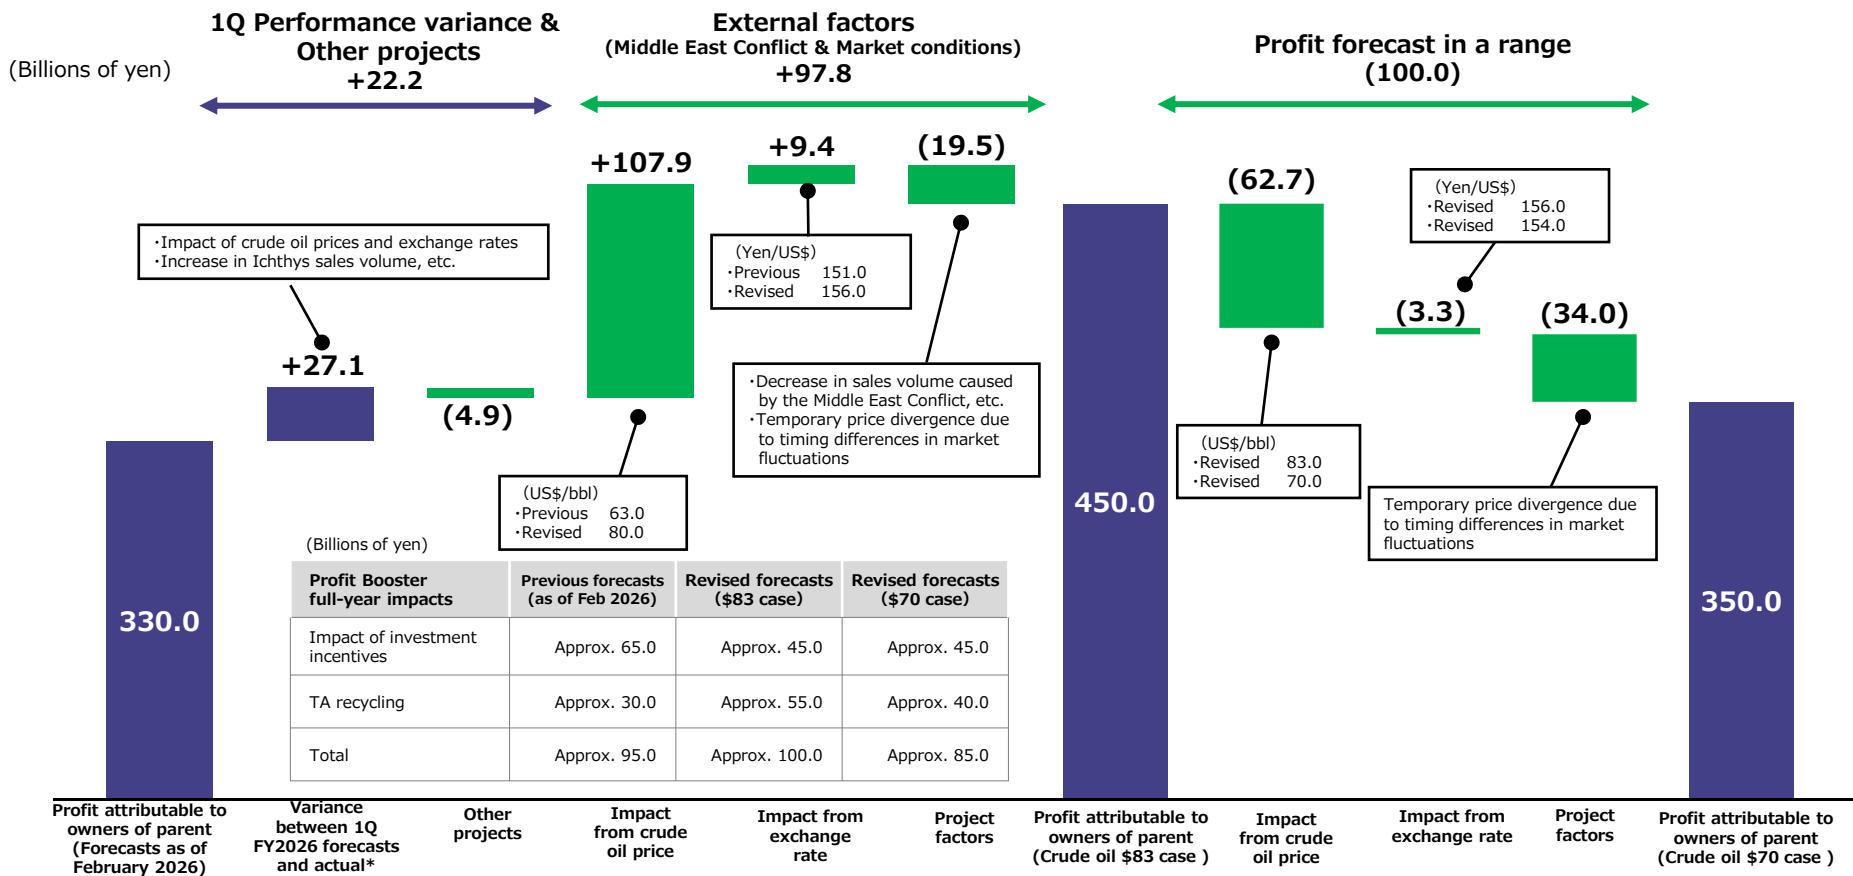 (Billions of yen)
1Q Performance variance &
Other projects
+22.2
External factors
(Middle East Conflict & Market conditions)
+97.8
Profit forecast in a range
(100.0)
+107.9
+9.4
(19.5)
(62.7)
(Yen/US$)
・Revised 156.0
・Revised 154.0
・Impact of crude oil prices and exchange rates
・Increase in Ichthys sales volume, etc.
(Yen/US$)
・Previous 151.0
・Revised 156.0
+27.1
(4.9)
(3.3)
(34.0)
・Decrease in sales volume caused
by the Middle East Conflict, etc.
・Temporary price divergence due
to timing differences in market
fluctuations
(US$/bbl)
・Previous 63.0
・Revised 80.0
(US$/bbl)
・Revised 83.0
・Revised 70.0
Temporary price divergence due
to timing differences in market
fluctuations
330.0
450.0
350.0
(Billions of yen)
Profit Booster
full-year impacts
Previous forecasts
(as of Feb 2026)
Revised forecasts
($83 case)
Revised forecasts
($70 case)
Impact of investment
incentives
Approx. 65.0
Approx. 45.0
Approx. 45.0
TA recycling
Approx. 30.0
Approx. 55.0
Approx. 40.0
Total
Approx. 95.0
Approx. 100.0
Approx. 85.0
Profit attributable to
owners of parent
(Forecasts as of
February 2026)
Variance
between 1Q
FY2026 forecasts
and actual*
Other
projects
Impact
from crude
oil price
Impact from
exchange
rate
Project
factors
Profit attributable to
owners of parent
(Crude oil $83 case )
Impact
from crude
oil price
Impact from
exchange rate
Project
factors
Profit attributable to
owners of parent
(Crude oil $70 case )